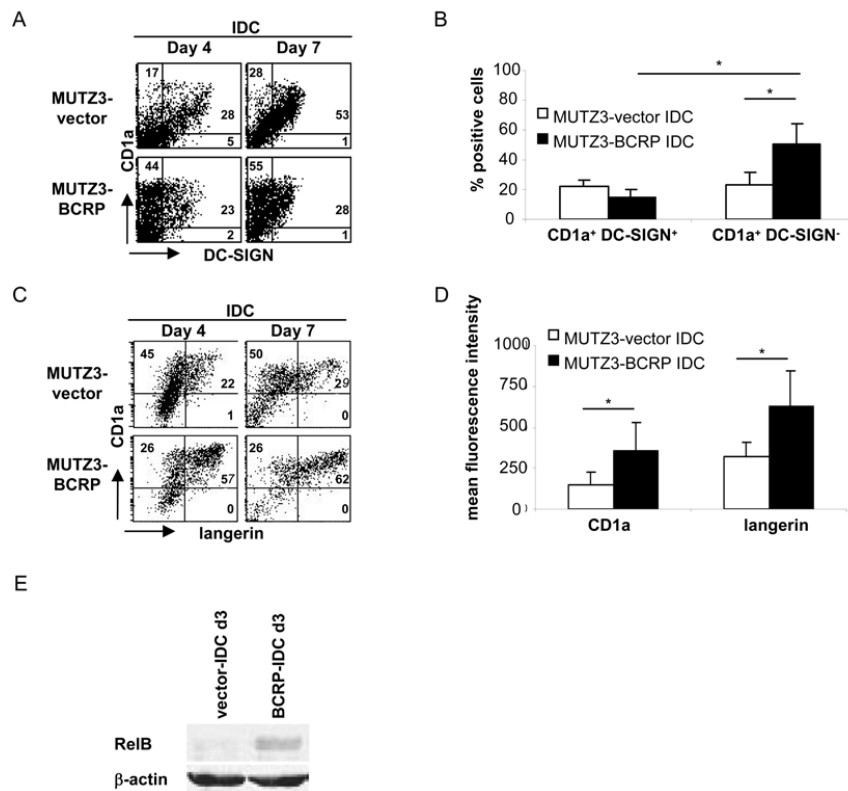 A
IDC
Day 4 Day 7
MUTZ3-
vector
17 28 5
28 53 1
MUTZ3-
BCRP
44 23 2
55 28 1
CD1a
DC-SIGN
B
* *
% positive cells
100
80
60
40
20
0
MUTZ3-vector IDC
MUTZ3-BCRP IDC
CD1a⁺ DC-SIGN⁺ CD1a⁺ DC-SIGN⁻
C
IDC
Day 4 Day 7
MUTZ3-
vector
45 22 1
50 29 0
MUTZ3-
BCRP
26 57 0
26 62 0
CD1a
langerin
D
mean fluorescence intensity
1000
750
500
250
0
MUTZ3-vector IDC
MUTZ3-BCRP IDC
* *
CD1a langerin
E
vector-IDC d3
BCRP-IDC d3
RelB
β-actin